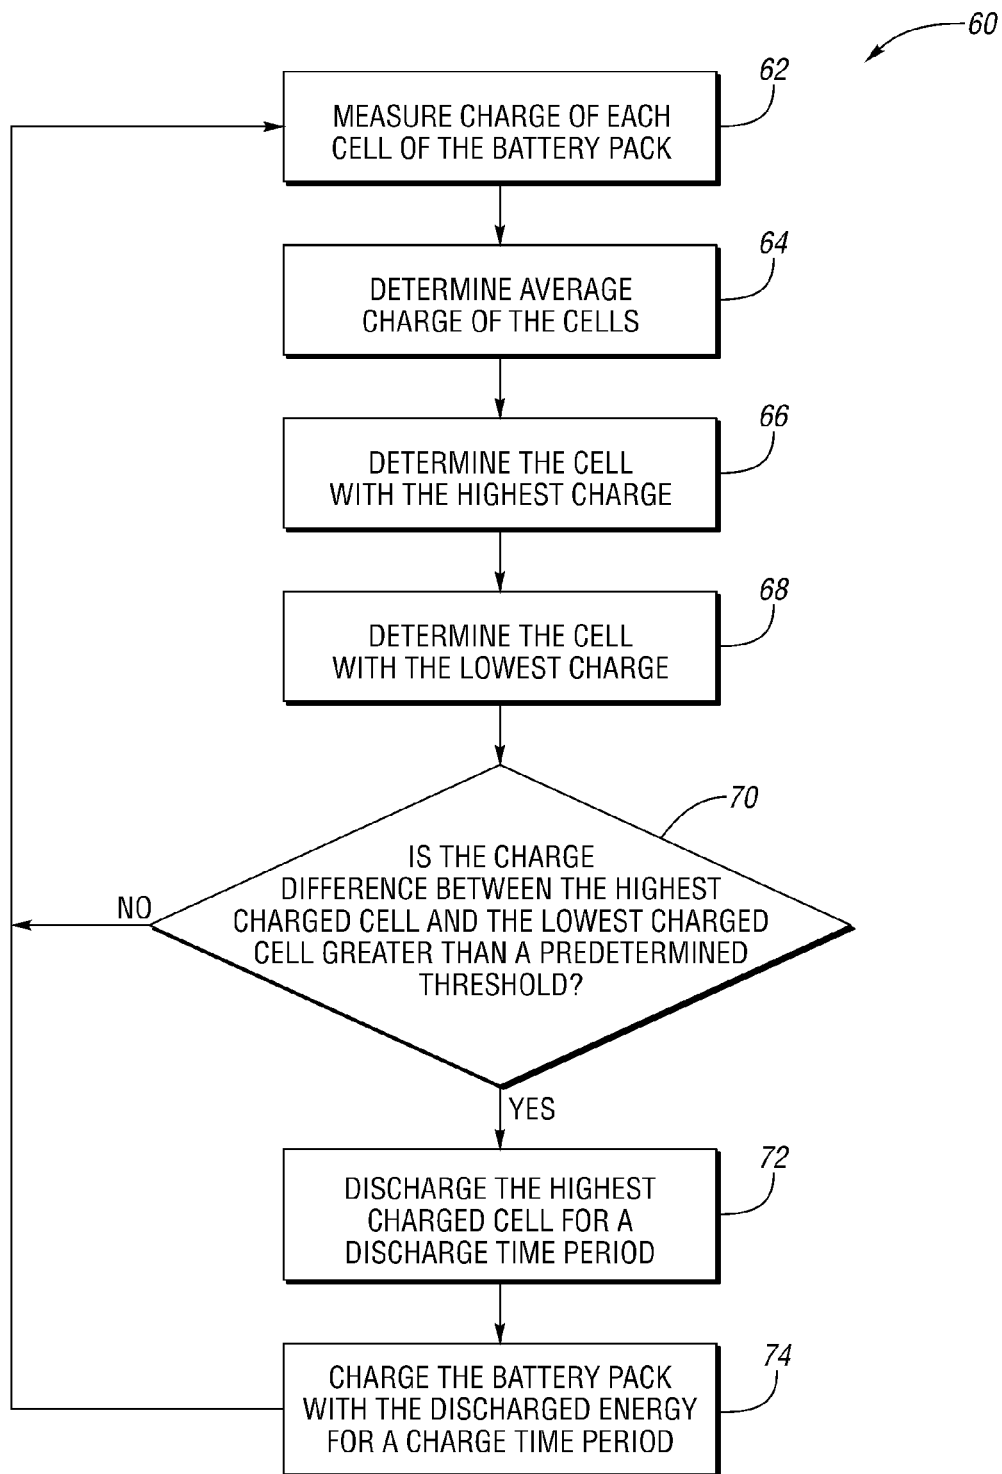 60
62
MEASURE CHARGE OF EACH
CELL OF THE BATTERY PACK
64
DETERMINE AVERAGE
CHARGE OF THE CELLS
66
DETERMINE THE CELL
WITH THE HIGHEST CHARGE
68
DETERMINE THE CELL
WITH THE LOWEST CHARGE
70
IS THE CHARGE
DIFFERENCE BETWEEN THE HIGHEST
CHARGED CELL AND THE LOWEST CHARGED
CELL GREATER THAN A PREDETERMINED
THRESHOLD?
NO
YES
72
DISCHARGE THE HIGHEST
CHARGED CELL FOR A
DISCHARGE TIME PERIOD
74
CHARGE THE BATTERY PACK
WITH THE DISCHARGED ENERGY
FOR A CHARGE TIME PERIOD